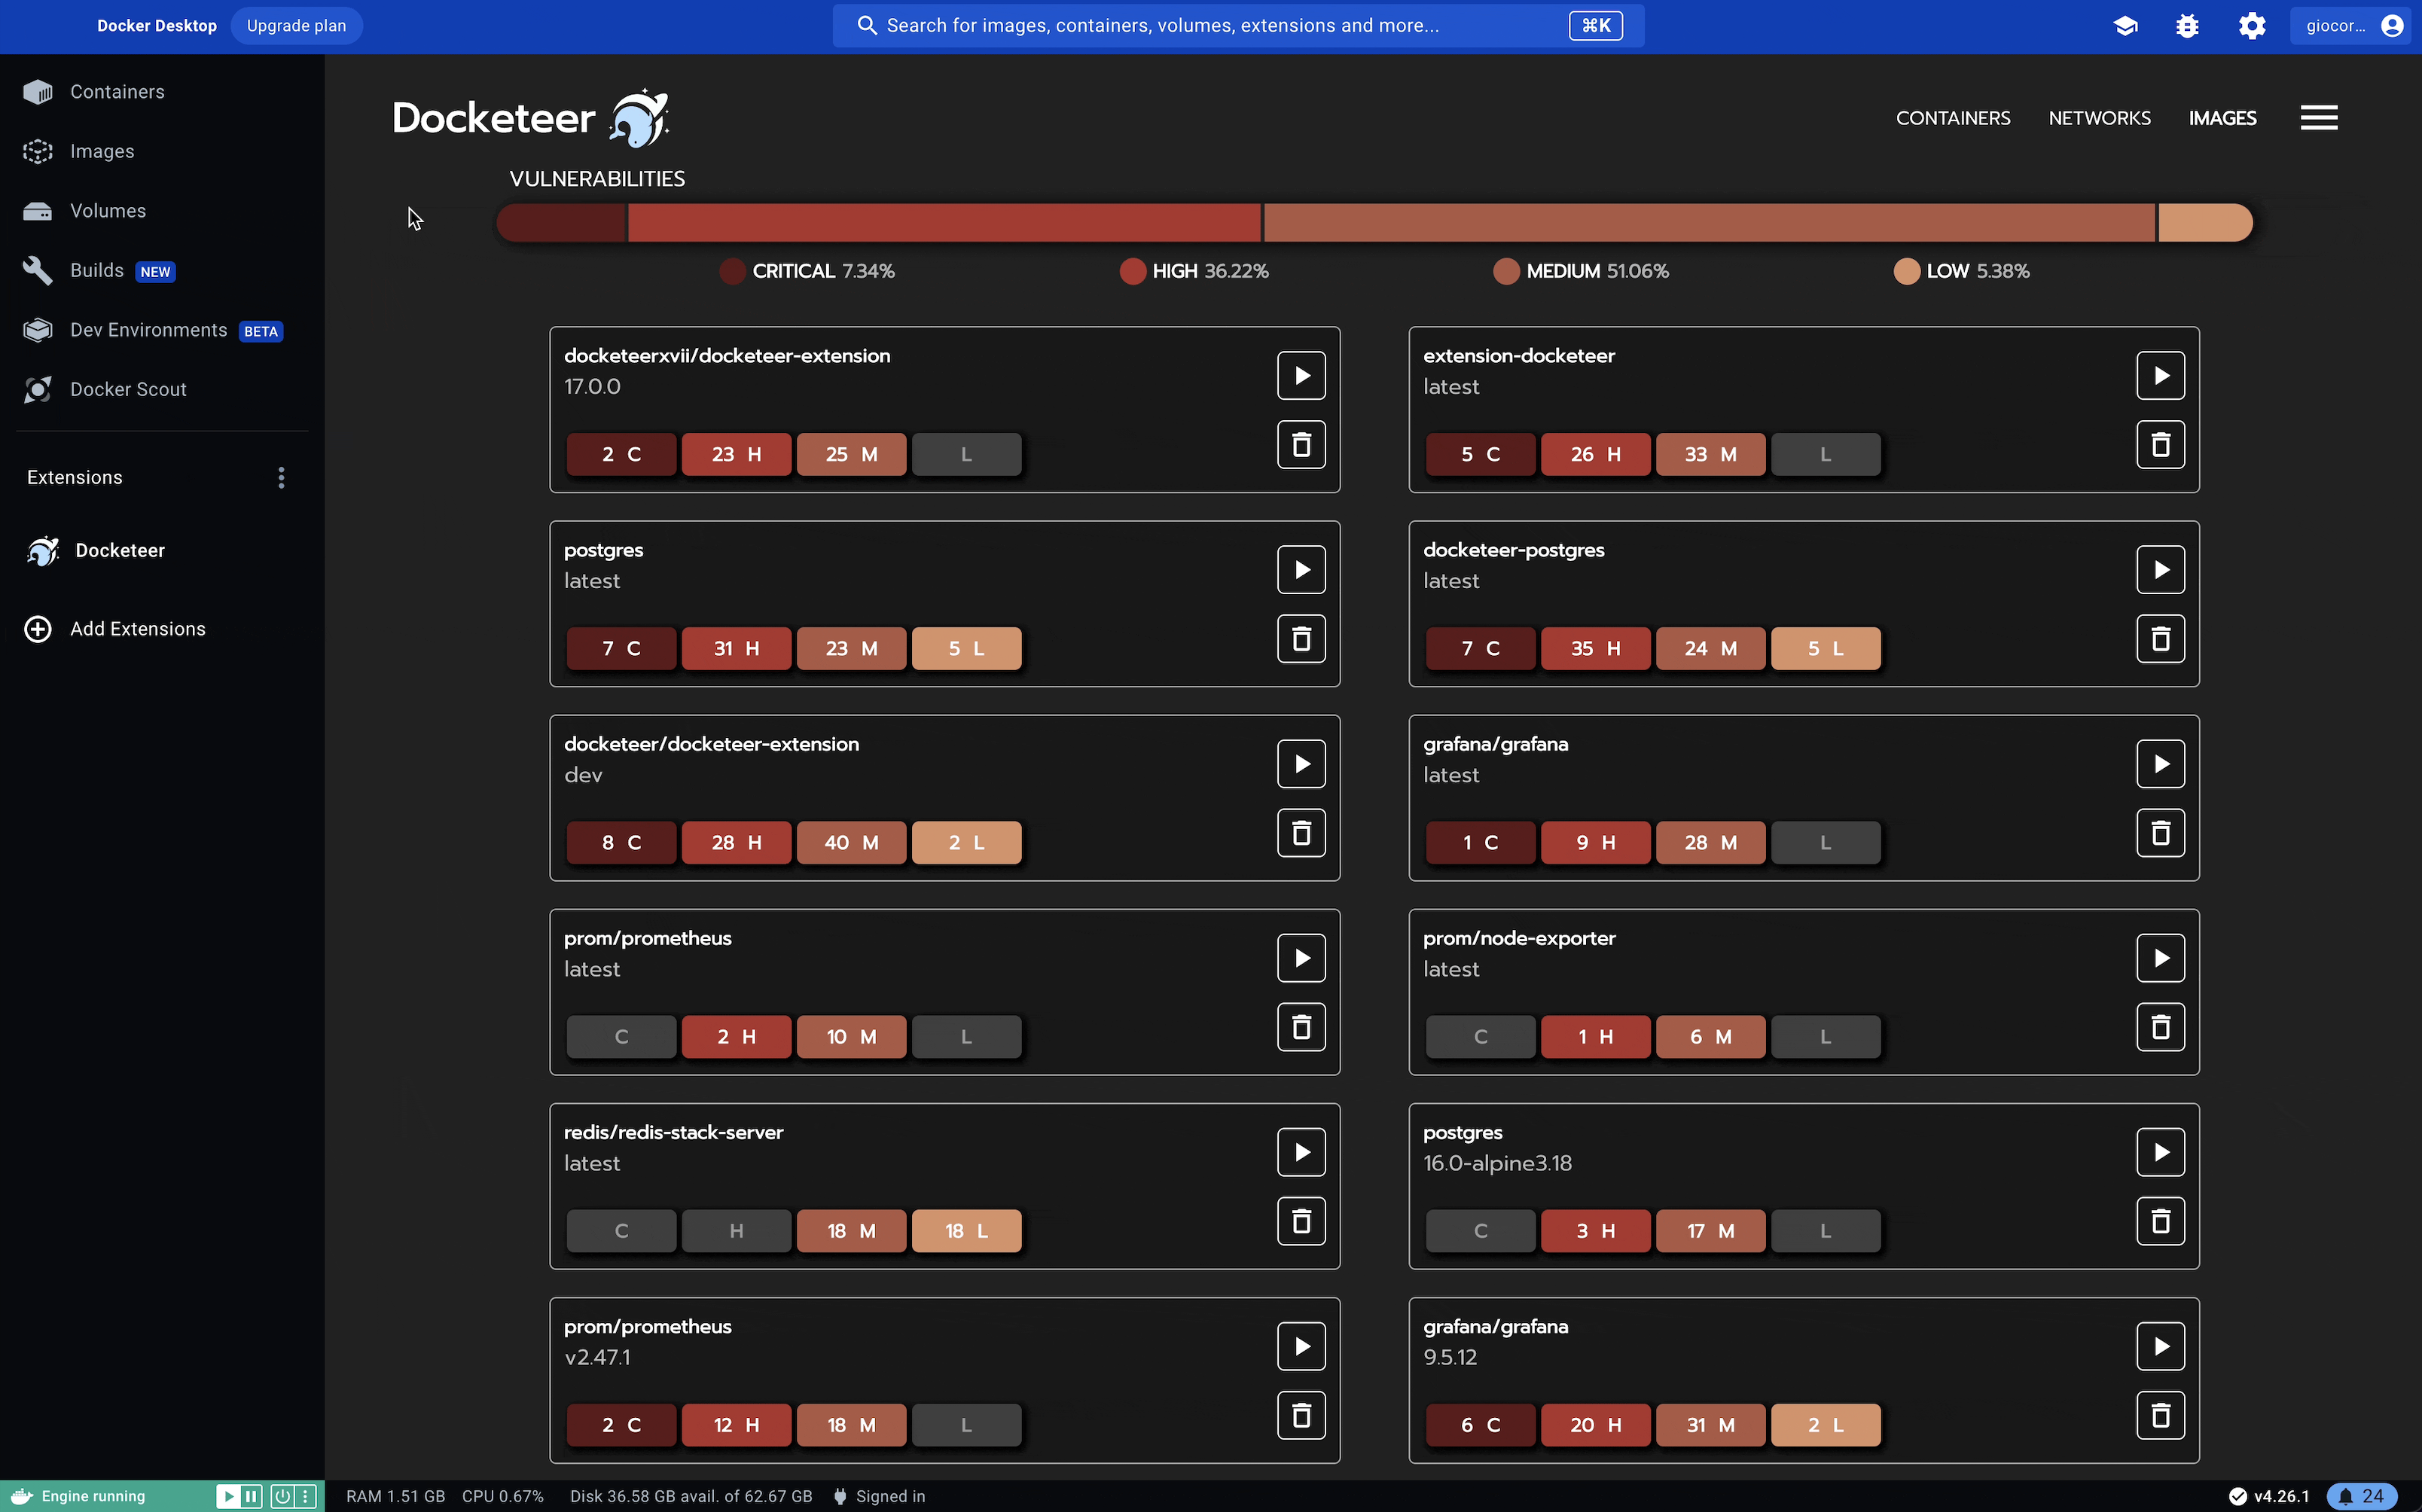 Docker Desktop
Upgrade plan
Search for images, containers, volumes, extensions and more...
⌘K
giocor...
Containers
Images
Volumes
Builds NEW
Dev Environments BETA
Docker Scout
Extensions
Docketeer
Add Extensions
Docketeer
CONTAINERS NETWORKS IMAGES
VULNERABILITIES
CRITICAL 7.34% HIGH 36.22% MEDIUM 51.06% LOW 5.38%
docketeerxvii/docketeer-extension
17.0.0
2 C 23 H 25 M L
extension-docketeer
latest
5 C 26 H 33 M L
postgres
latest
7 C 31 H 23 M 5 L
docketeer-postgres
latest
7 C 35 H 24 M 5 L
docketeer/docketeer-extension
dev
8 C 28 H 40 M 2 L
grafana/grafana
latest
1 C 9 H 28 M L
prom/prometheus
latest
C 2 H 10 M L
prom/node-exporter
latest
C 1 H 6 M L
redis/redis-stack-server
latest
C H 18 M 18 L
postgres
16.0-alpine3.18
C 3 H 17 M L
prom/prometheus
v2.47.1
2 C 12 H 18 M L
grafana/grafana
9.5.12
6 C 20 H 31 M 2 L
Engine running
RAM 1.51 GB CPU 0.67% Disk 36.58 GB avail. of 62.67 GB Signed in
v4.26.1
24